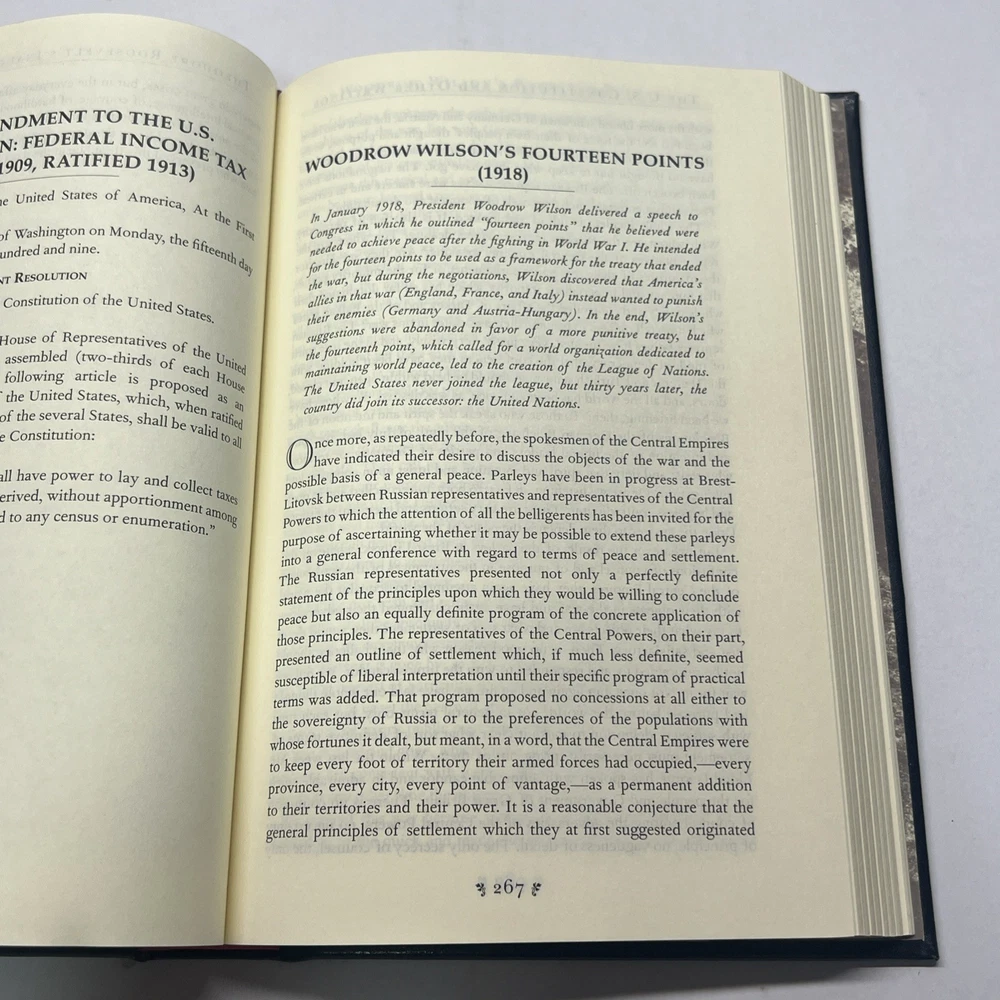 NDMENT TO THE U.S.
N: FEDERAL INCOME TAX
1909, RATIFIED 1913)
e United States of America, At the First
of Washington on Monday, the fifteenth day
undred and nine.
NT RESOLUTION
Constitution of the United States.
House of Representatives of the United
assembled (two-thirds of each House
following article is proposed as an
f the United States, which, when ratified
of the several States, shall be valid to all
e Constitution:
all have power to lay and collect taxes
erived, without apportionment among
d to any census or enumeration.”
WOODROW WILSON’S FOURTEEN POINTS
(1918)
In January 1918, President Woodrow Wilson delivered a speech to
Congress in which he outlined “fourteen points” that he believed were
needed to achieve peace after the fighting in World War I. He intended
for the fourteen points to be used as a framework for the treaty that ended
the war, but during the negotiations, Wilson discovered that America’s
allies in that war (England, France, and Italy) instead wanted to punish
their enemies (Germany and Austria-Hungary). In the end, Wilson’s
suggestions were abandoned in favor of a more punitive treaty, but
the fourteenth point, which called for a world organization dedicated to
maintaining world peace, led to the creation of the League of Nations.
The United States never joined the league, but thirty years later, the
country did join its successor: the United Nations.
Once more, as repeatedly before, the spokesmen of the Central Empires
have indicated their desire to discuss the objects of the war and the
possible basis of a general peace. Parleys have been in progress at Brest-
Litovsk between Russian representatives and representatives of the Central
Powers to which the attention of all the belligerents has been invited for the
purpose of ascertaining whether it may be possible to extend these parleys
into a general conference with regard to terms of peace and settlement.
The Russian representatives presented not only a perfectly definite
statement of the principles upon which they would be willing to conclude
peace but also an equally definite program of the concrete application of
those principles. The representatives of the Central Powers, on their part,
presented an outline of settlement which, if much less definite, seemed
susceptible of liberal interpretation until their specific program of practical
terms was added. That program proposed no concessions at all either to
the sovereignty of Russia or to the preferences of the populations with
whose fortunes it dealt, but meant, in a word, that the Central Empires were
to keep every foot of territory their armed forces had occupied,—every
province, every city, every point of vantage,—as a permanent addition
to their territories and their power. It is a reasonable conjecture that the
general principles of settlement which they at first suggested originated
267